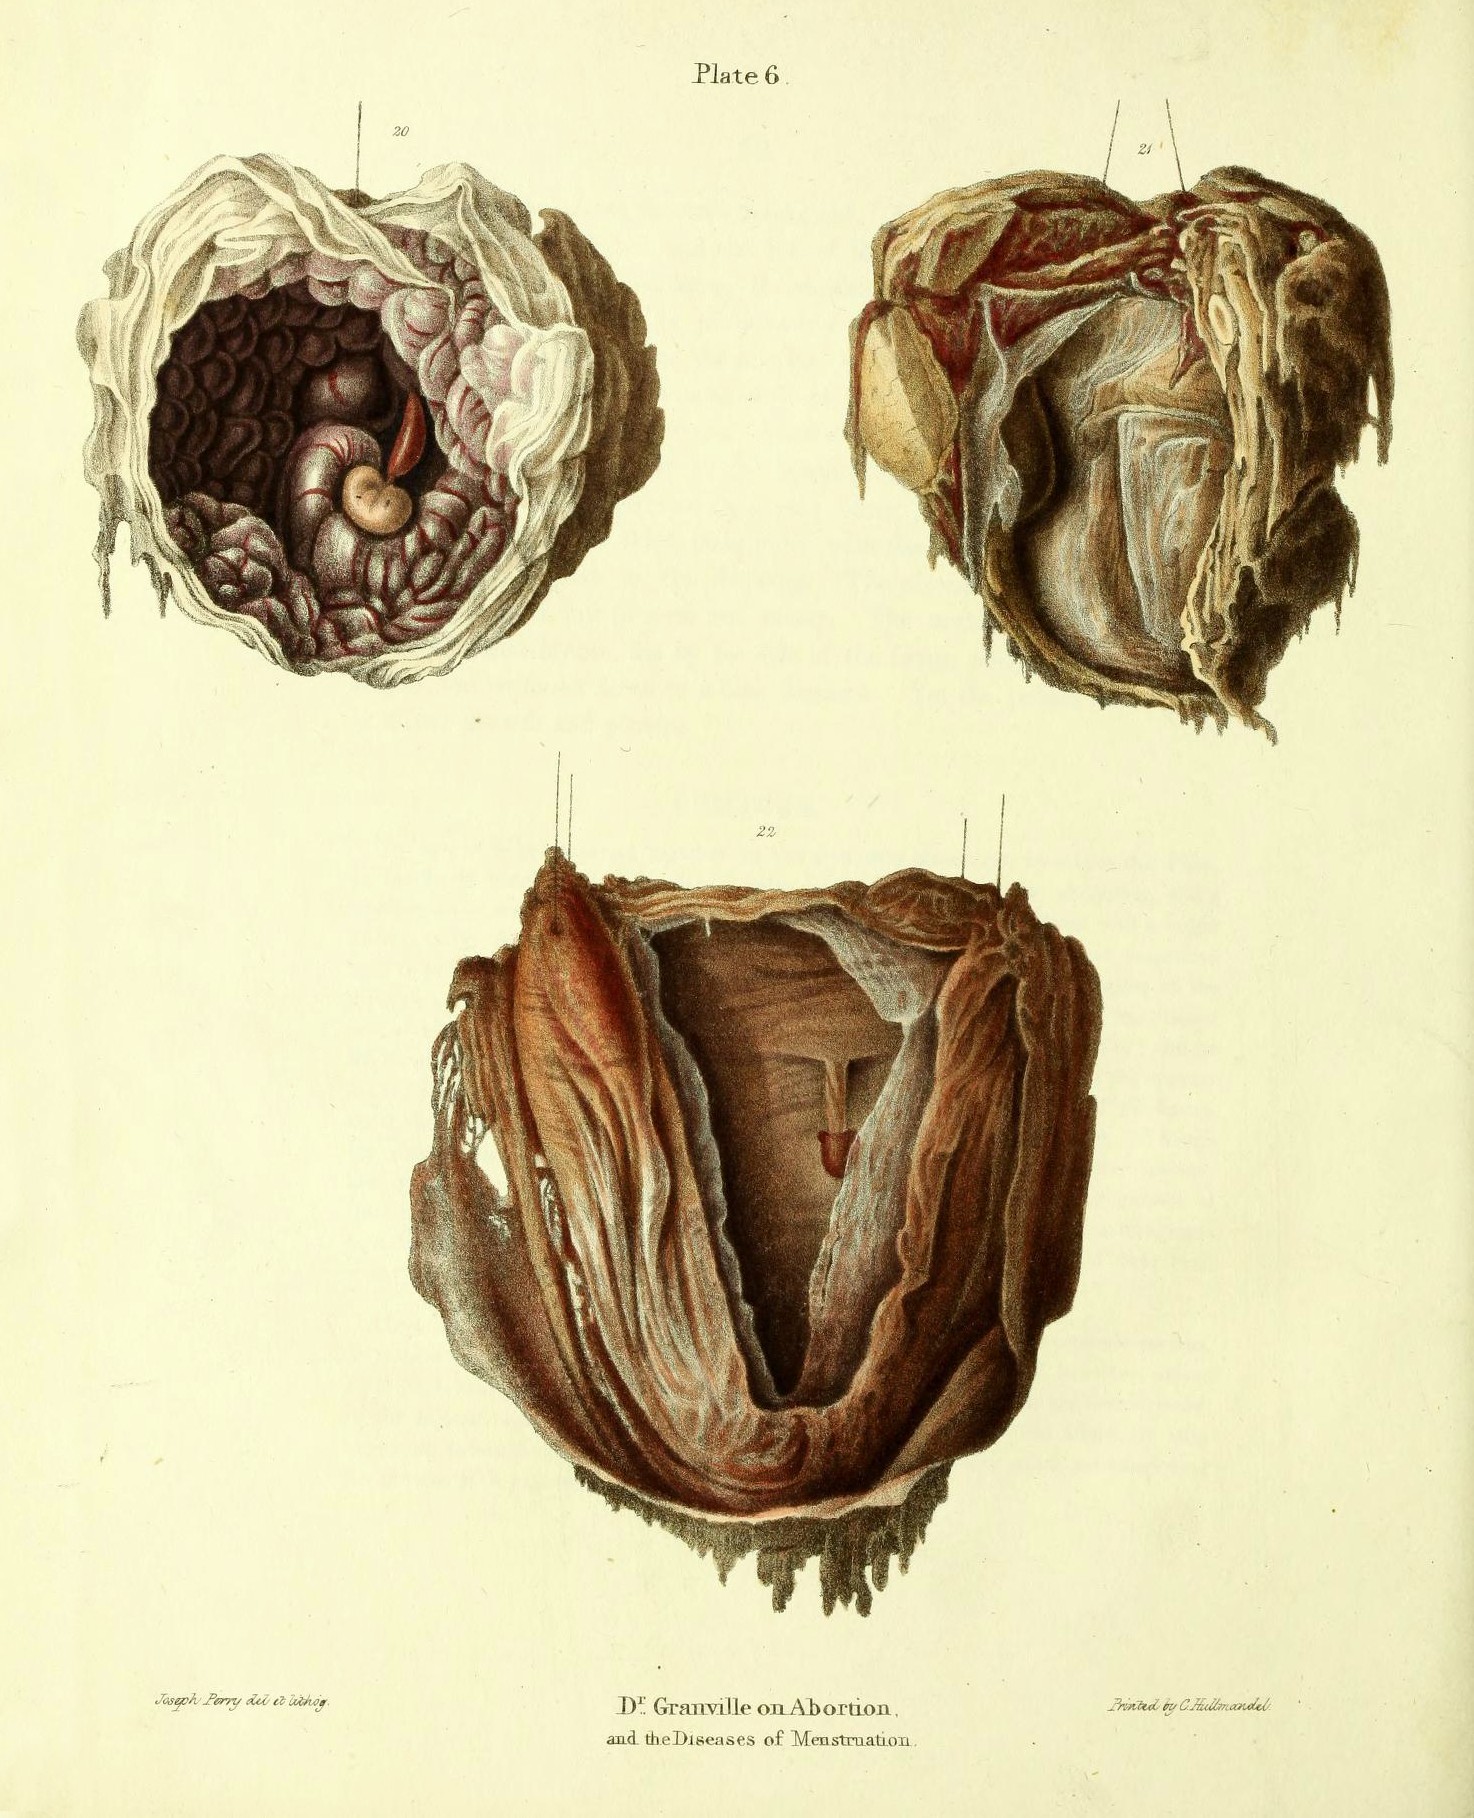 Plate 6.
20
21
22
Joseph Perry del et lithog.
Dr. Granville on Abortion,
and the Diseases of Menstruation.
Printed by C. Hullmandel.